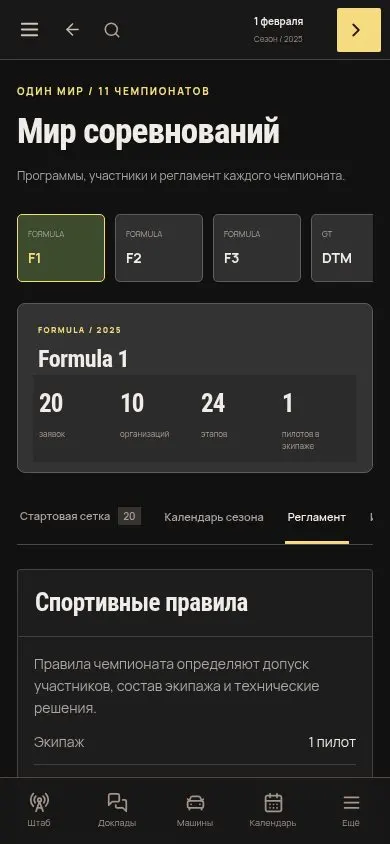 1 февраля
Сезон / 2025
ОДИН МИР / 11 ЧЕМПИОНАТОВ
Мир соревнований
Программы, участники и регламент каждого чемпионата.
FORMULA
F1
FORMULA
F2
FORMULA
F3
GT
DTM
FORMULA / 2025
Formula 1
20
заявок
10
организаций
24
этапов
1
пилотов в
экипаже
Стартовая сетка 20
Календарь сезона
Регламент
Спортивные правила
Правила чемпионата определяют допуск
участников, состав экипажа и технические
решения.
Экипаж 1 пилот
Штаб
Доклады
Машины
Календарь
Ещё